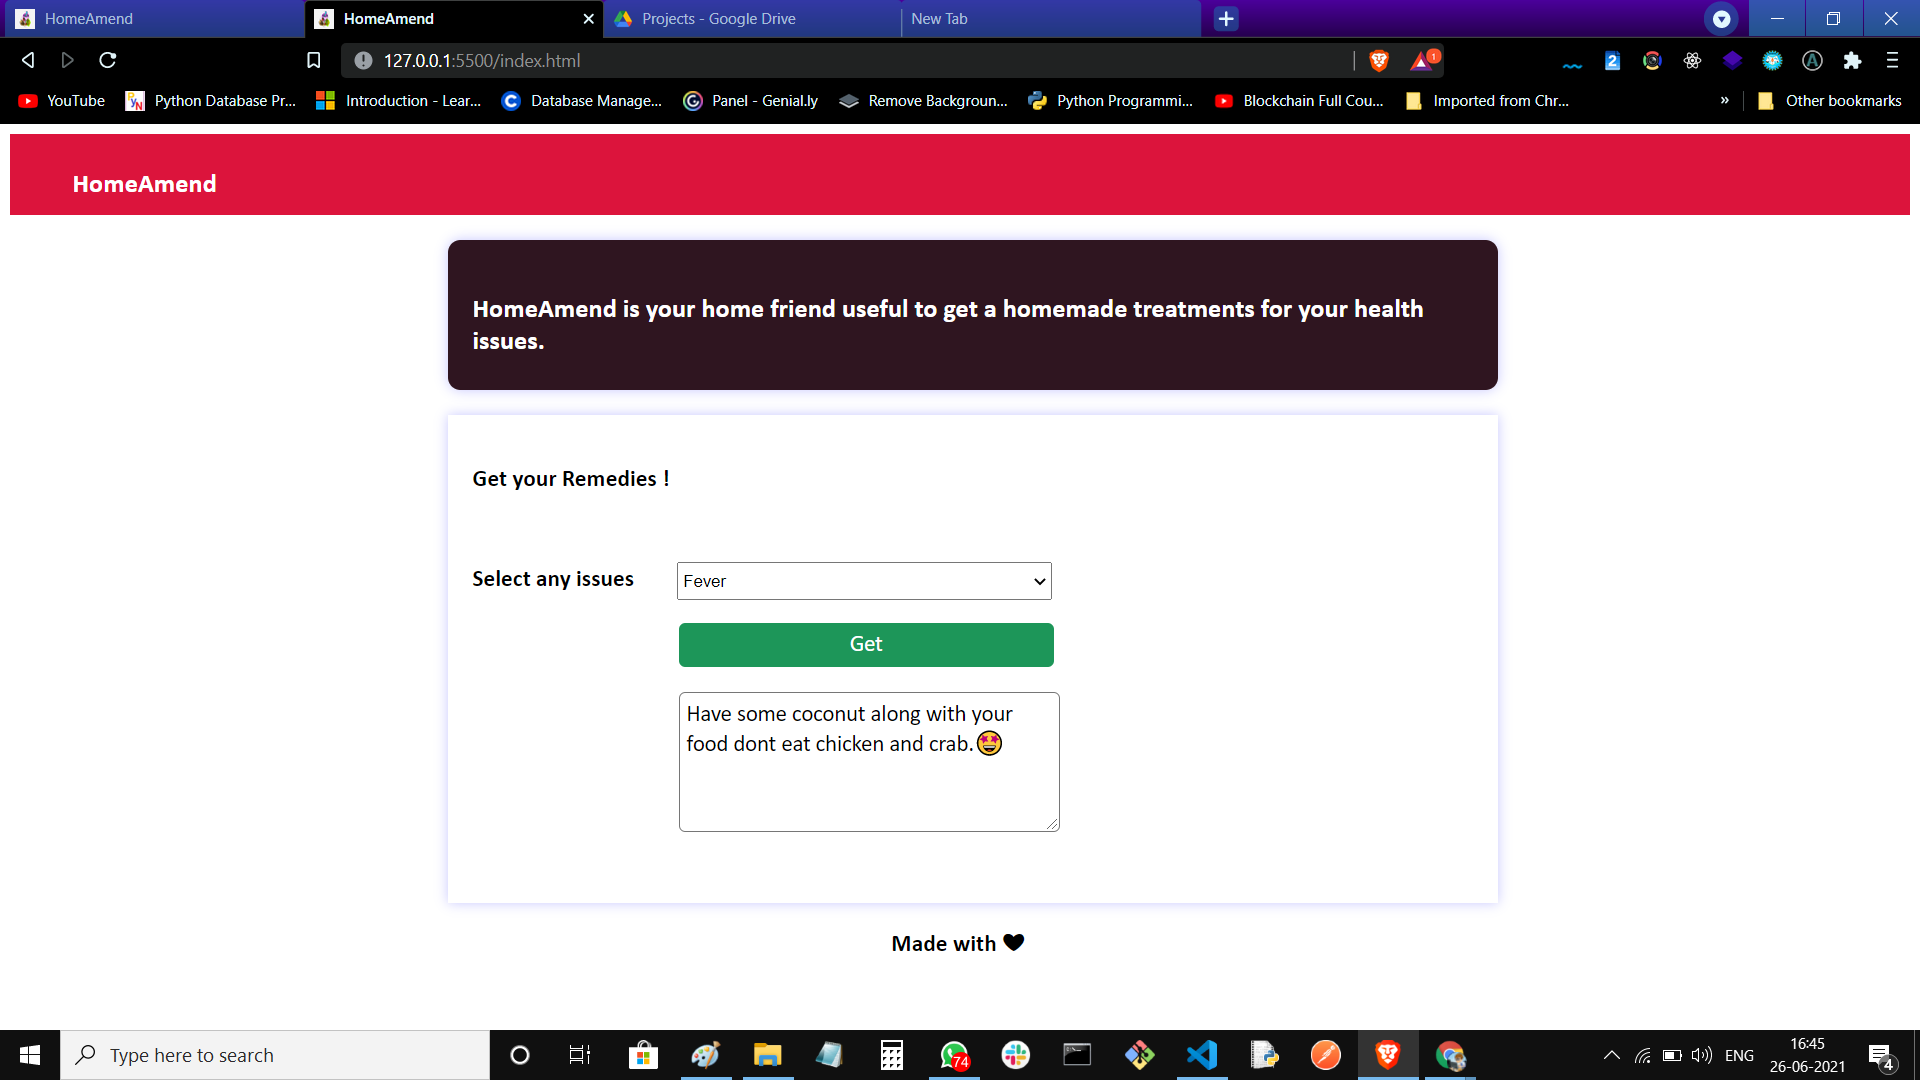 HomeAmend
HomeAmend
Projects - Google Drive
New Tab
127.0.0.1:5500/index.html
1
2
A
YouTube
Python Database Pr...
Introduction - Lear...
Database Manage...
Panel - Genial.ly
Remove Backgroun...
Python Programmi...
Blockchain Full Cou...
Imported from Chr...
»
Other bookmarks
HomeAmend
HomeAmend is your home friend useful to get a homemade treatments for your health
issues.
Get your Remedies !
Select any issues
Fever
Get
Have some coconut along with your
food dont eat chicken and crab.🤩
Made with 🖤
Type here to search
74
ENG
16:45
26-06-2021
4